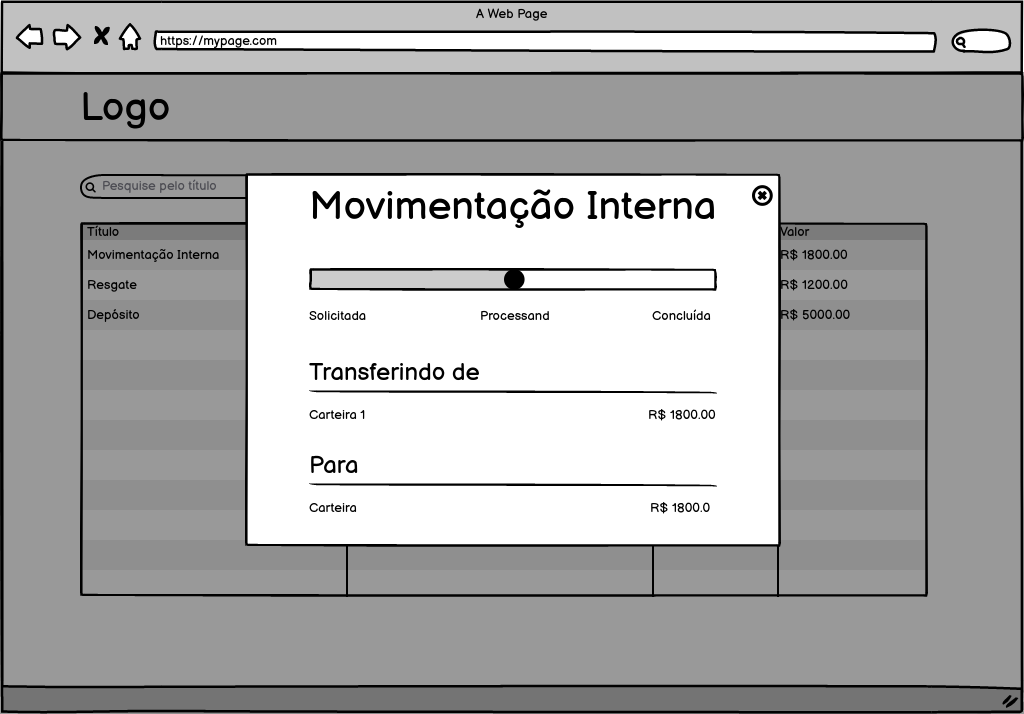 A Web Page
https://mypage.com
Logo
Pesquise pelo título
Movimentação Interna
Título
Valor
Movimentação Interna
R$ 1800.00
Resgate
R$ 1200.00
Depósito
R$ 5000.00
Solicitada
Processand
Concluída
Transferindo de
Carteira 1
R$ 1800.00
Para
Carteira
R$ 1800.0